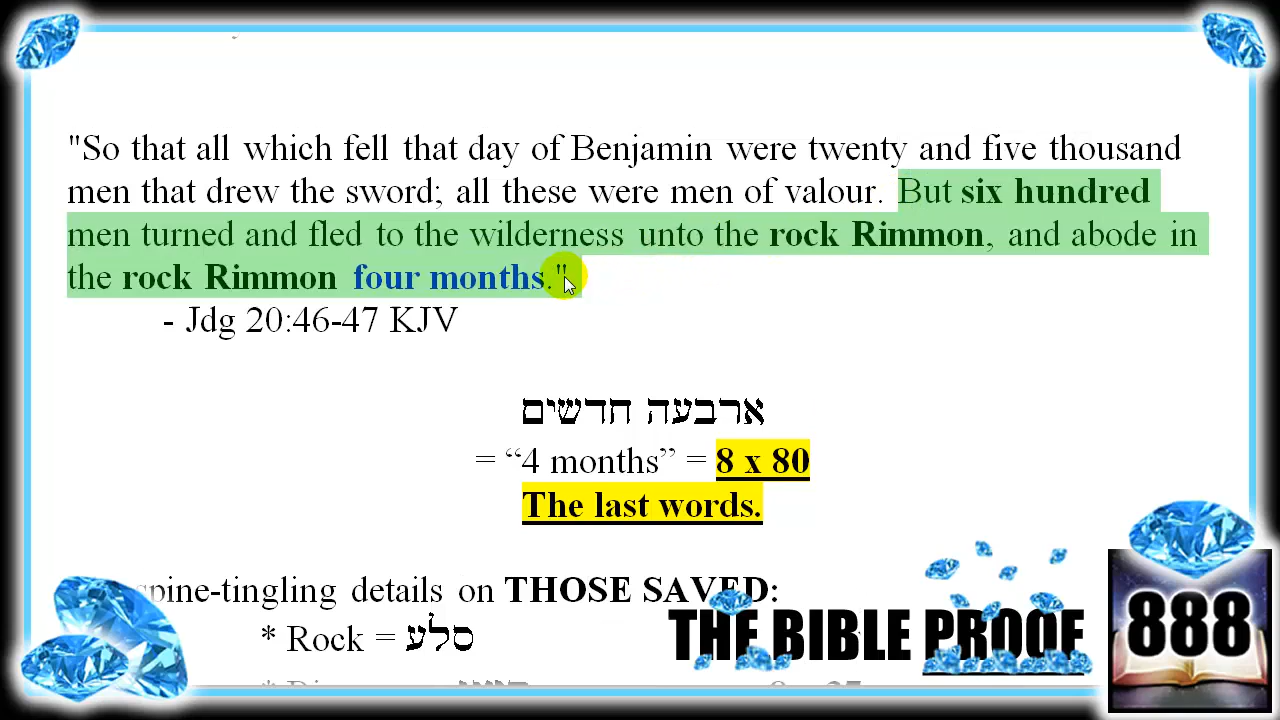 "So that all which fell that day of Benjamin were twenty and five thousand
men that drew the sword; all these were men of valour. But six hundred
men turned and fled to the wilderness unto the rock Rimmon, and abode in
the rock Rimmon four months."
- Jdg 20:46-47 KJV
ארבעה חדשים
= “4 months” = 8 x 80
The last words.
spine-tingling details on THOSE SAVED:
* Rock = סלע
THE BIBLE PROOF
888